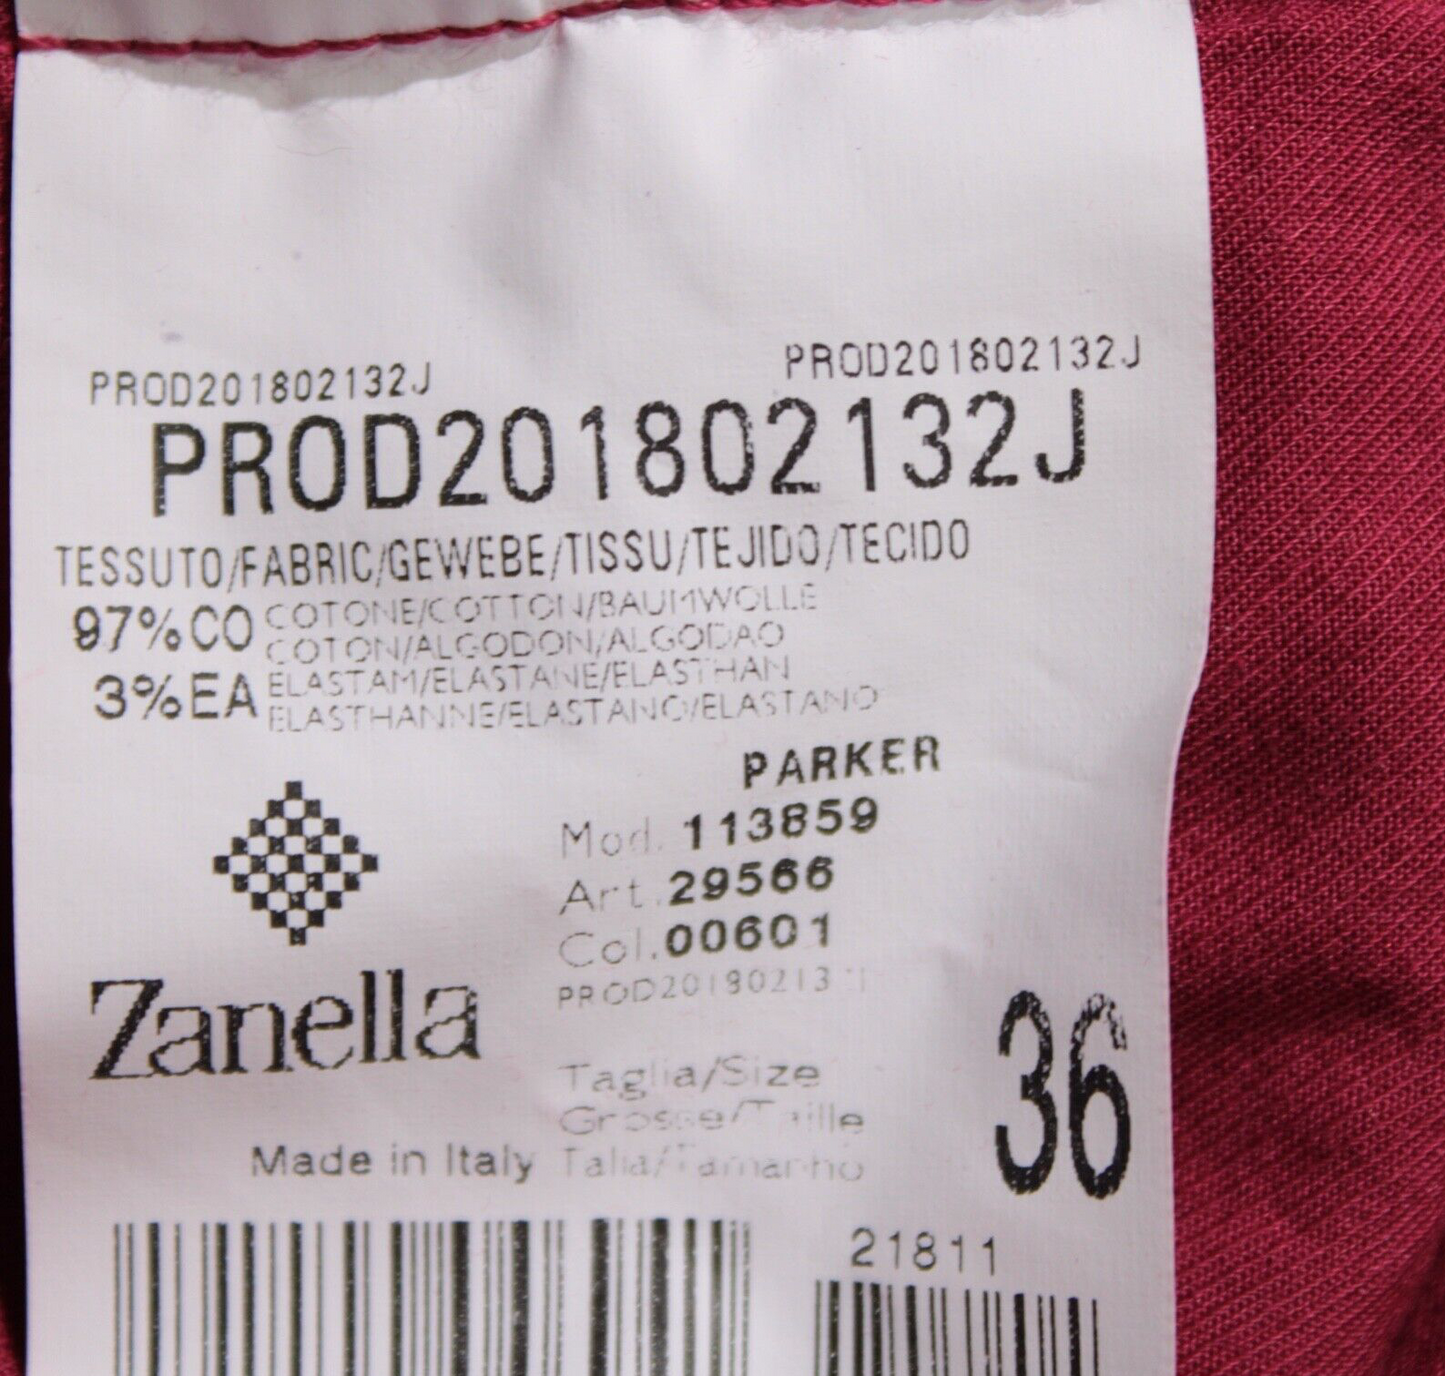 PROD201802132J
PROD201802132J
PROD201802132J
TESSUTO/FABRIC/GEWEBE/TISSU/TEJIDO/TECIDO
97%CO COTONE/COTTON/BAUMWOLLE
COTON/ALGODON/ALGODAO
3%EA ELASTAM/ELASTANE/ELASTHAN
ELASTHANNE/ELASTANO/ELASTANO
PARKER
Mod. 113859
Art. 29566
Col. 00601
Zanella
Taglia/Size
Grosse/Taille
Talla/Tamanho
36
Made in Italy
21811